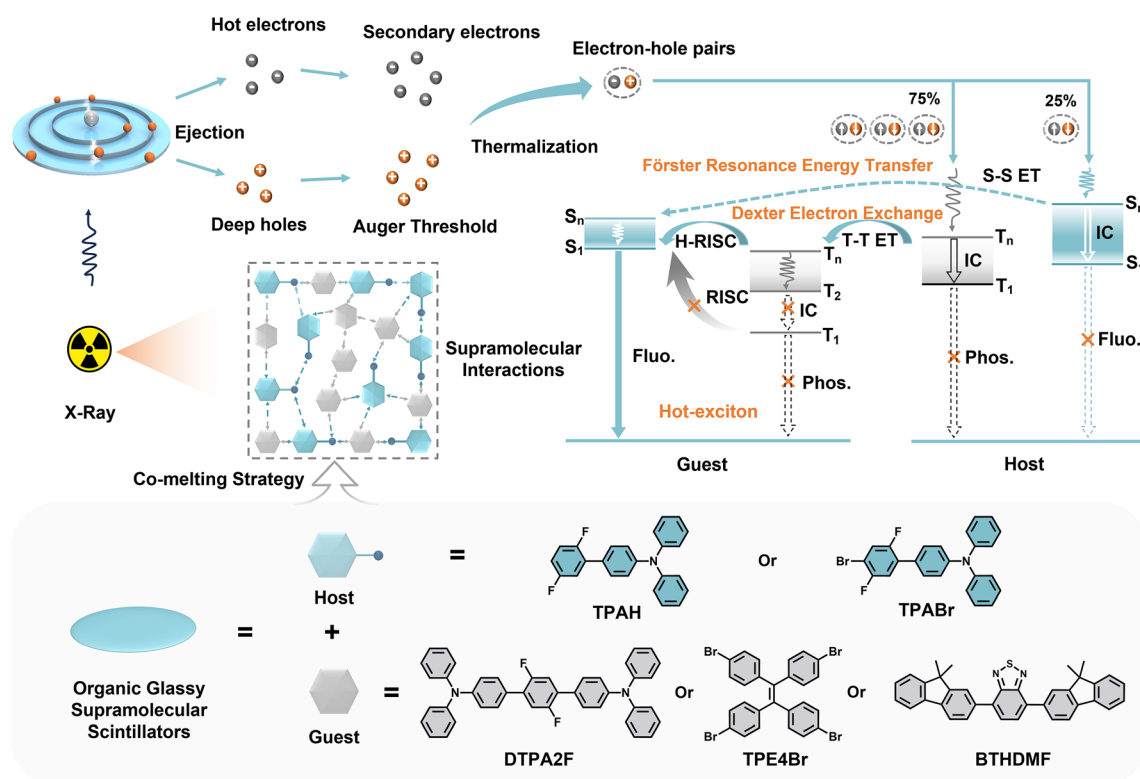 Hot electrons
Secondary electrons
Electron-hole pairs
75%
25%
Ejection
Thermalization
Förster Resonance Energy Transfer
S-S ET
Deep holes
Auger Threshold
Dexter Electron Exchange
Sn
S1
H-RISC
T-T ET
Tn
T2
RISC
IC
T1
Tn
IC
T1
IC
Fluo.
Phos.
Phos.
Fluo.
Hot-exciton
Guest
Host
X-Ray
Supramolecular
Interactions
Co-melting Strategy
Host
=
F
F
N
TPAH
Or
F
Br
F
N
TPABr
Organic Glassy
Supramolecular
Scintillators
=
+
Guest
=
N
F
F
N
DTPA2F
Or
Br
Br
Br
Br
TPE4Br
Or
S
N
N
BTHDMF